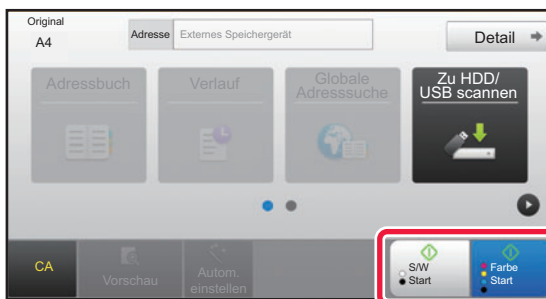 Original
A4
Adresse Externes Speichergerät
Detail
Adressbuch
Verlauf
Globale
Adresssuche
Zu HDD/
USB scannen
CA
Vorschau
Autom.
einstellen
S/W
Start
Farbe
Start